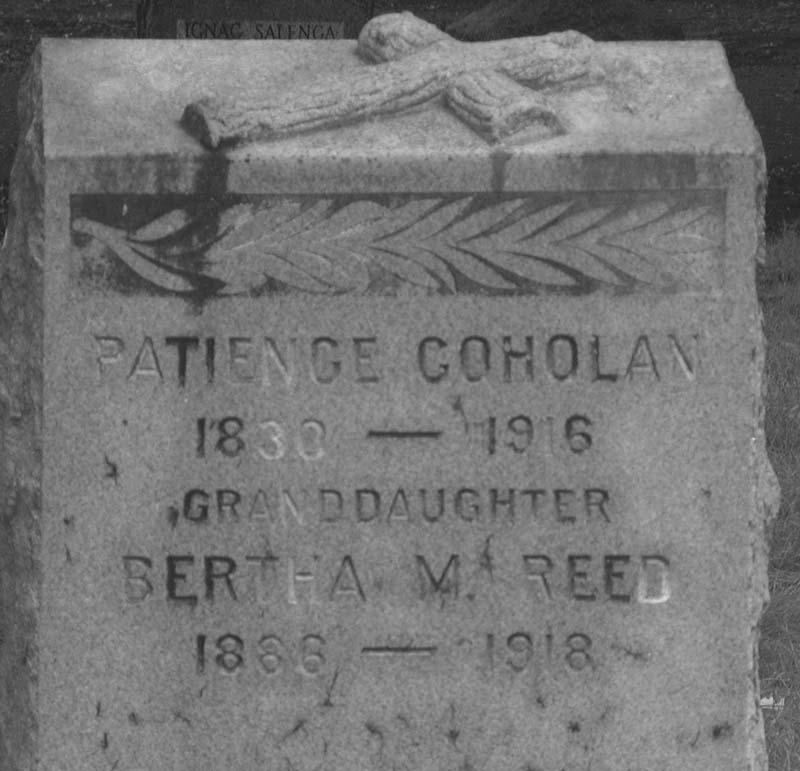 IGNAC SALENGA
PATIENCE COHOLAN
1830 — 1916
GRANDDAUGHTER
BERTHA M. REED
1886 — 1918